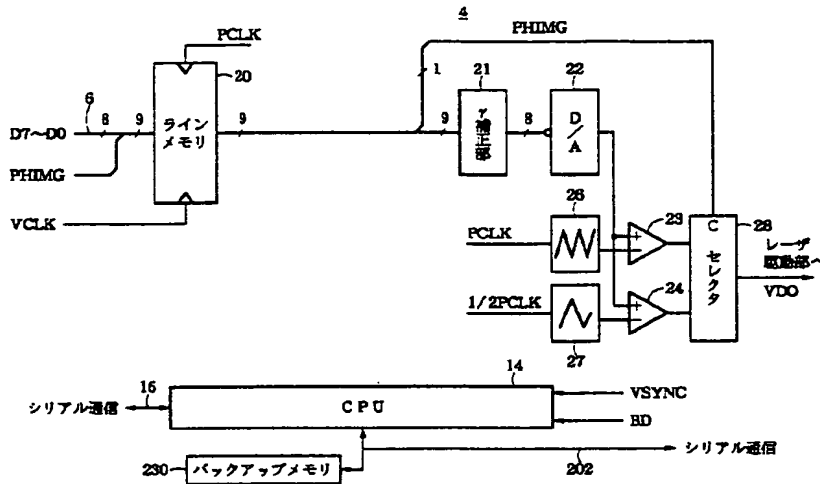 4
PCLK
PHIMG
20
1
21
22
6
8
9
D7〜D0
ライン
メモリ
9
9
γ補正部
8
D/A
PHIMG
VCLK
26
23
28
PCLK
C
セレクタ
レーザ
駆動部へ
VDO
24
1/2PCLK
27
14
16
シリアル通信
CPU
VSYNC
BD
シリアル通信
202
230
バックアップメモリ